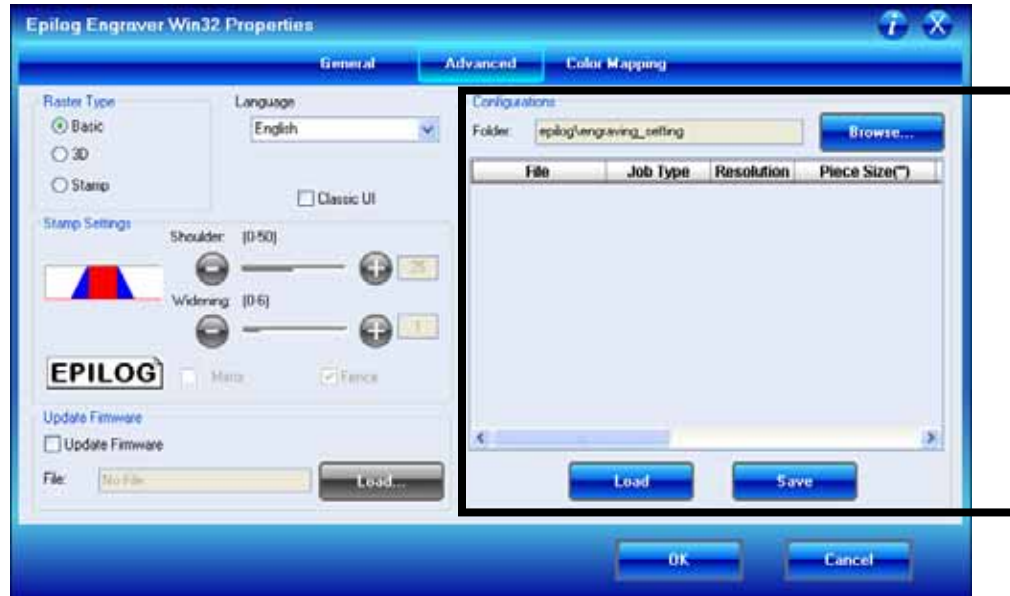 Epilog Engraver Win32 Properties
General Advanced Color Mapping
Raster Type
Basic
3D
Stamp
Language
English
Classic UI
Stamp Settings
Shoulder: (0-50)
25
Widening: (0-6)
1
EPILOG
Mirror
Fence
Update Firmware
Update Firmware
File: No File
Load...
Configurations
Folder: epilog\engraving_setting
Browse...
File Job Type Resolution Piece Size(")
Load Save
OK Cancel